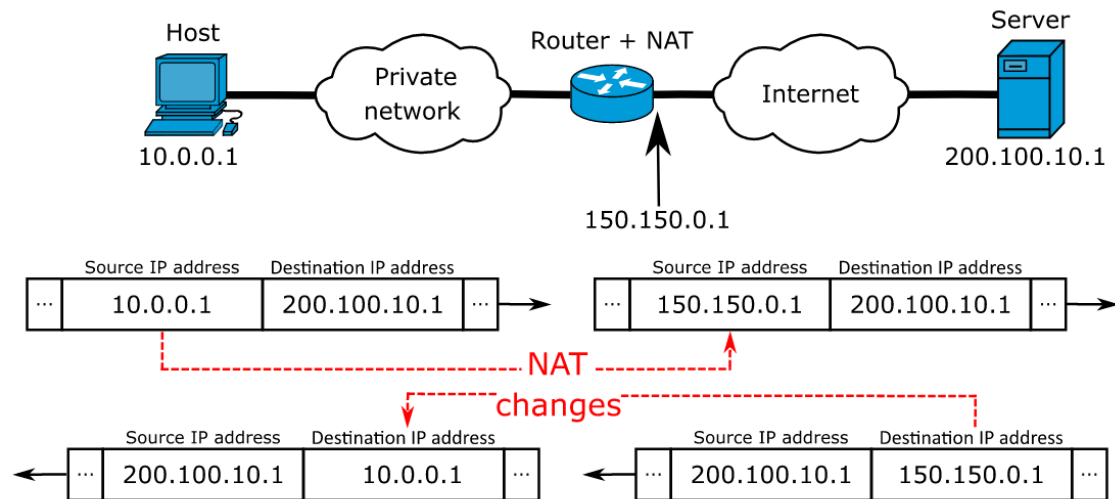 Host
Router + NAT
Server
Private
network
Internet
10.0.0.1
200.100.10.1
150.150.0.1
Source IP address Destination IP address
... 10.0.0.1 200.100.10.1 ...
Source IP address Destination IP address
... 150.150.0.1 200.100.10.1 ...
NAT
changes
Source IP address Destination IP address
... 200.100.10.1 10.0.0.1 ...
Source IP address Destination IP address
... 200.100.10.1 150.150.0.1 ...